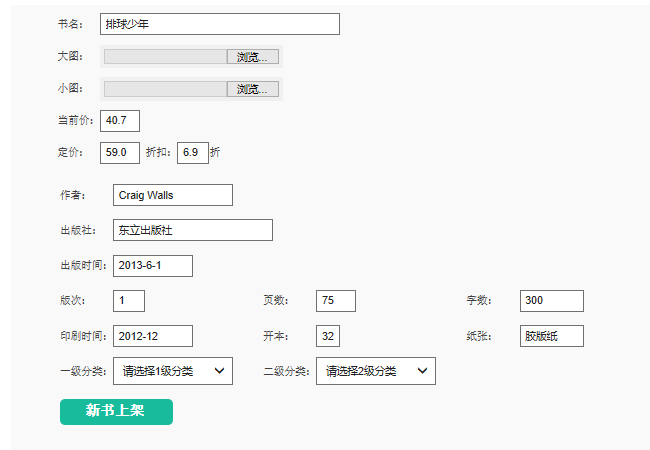 书名： 排球少年
大图： 浏览...
小图： 浏览...
当前价： 40.7
定价： 59.0 折扣： 6.9 折
作者： Craig Walls
出版社： 东立出版社
出版时间： 2013-6-1
版次： 1 页数： 75 字数： 300
印刷时间： 2012-12 开本： 32 纸张： 胶版纸
一级分类： 请选择1级分类 二级分类： 请选择2级分类
新书上架